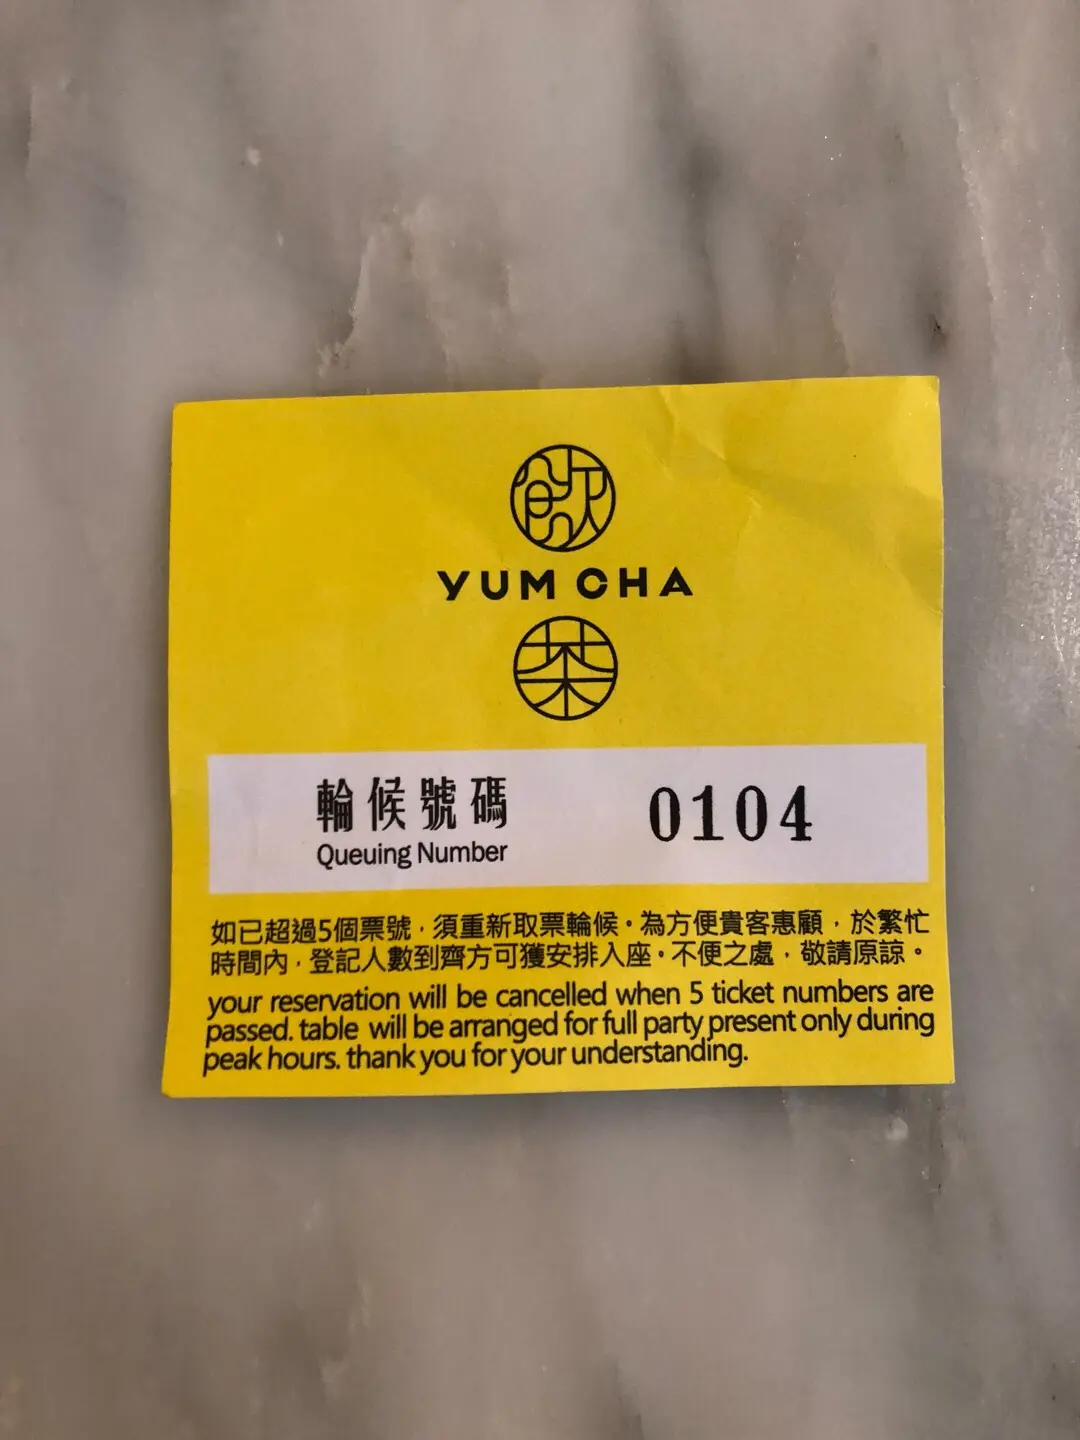 飲
YUM CHA
茶
輪候號碼
Queuing Number
0104
如已超過5個票號，須重新取票輪候。為方便貴客惠顧，於繁忙
時間內，登記人數到齊方可獲安排入座。不便之處，敬請原諒。
your reservation will be cancelled when 5 ticket numbers are
passed. table will be arranged for full party present only during
peak hours. thank you for your understanding.